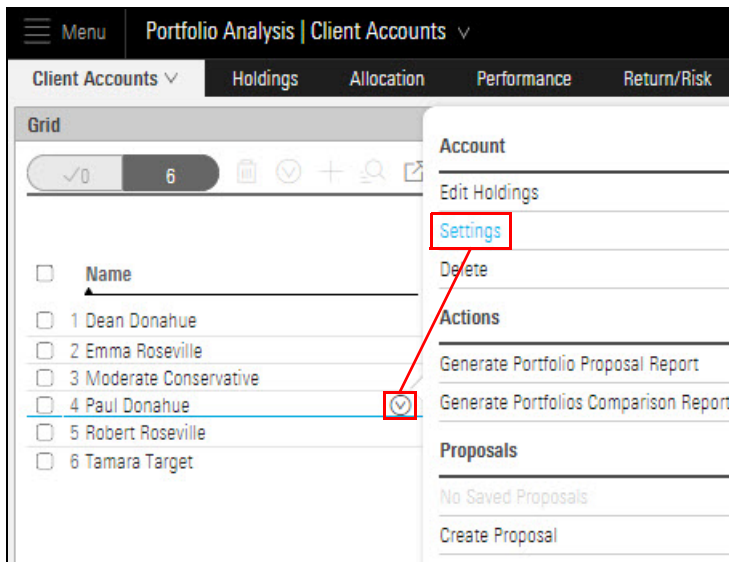 Menu
Portfolio Analysis | Client Accounts
Client Accounts
Holdings
Allocation
Performance
Return/Risk
Grid
0
6
Name
1 Dean Donahue
2 Emma Roseville
3 Moderate Conservative
4 Paul Donahue
5 Robert Roseville
6 Tamara Target
Account
Edit Holdings
Settings
Delete
Actions
Generate Portfolio Proposal Report
Generate Portfolios Comparison Report
Proposals
No Saved Proposals
Create Proposal